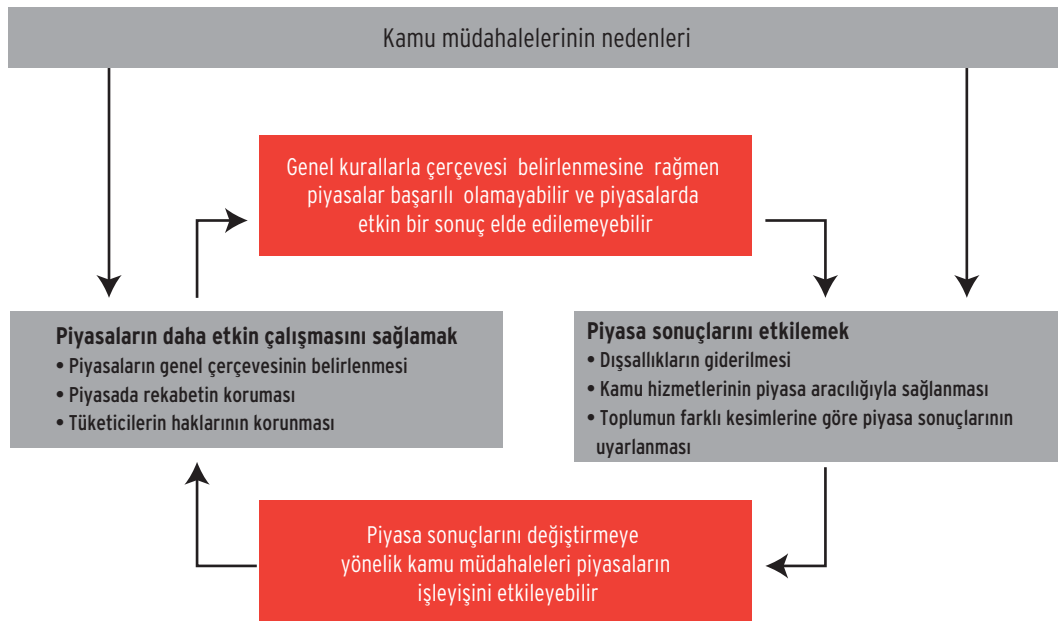 Kamu müdahalelerinin nedenleri
Genel kurallarla çerçevesi belirlenmesine rağmen
piyasalar başarılı olamayabilir ve piyasalarda
etkin bir sonuç elde edilemeyebilir
Piyasaların daha etkin çalışmasını sağlamak
• Piyasaların genel çerçevesinin belirlenmesi
• Piyasada rekabetin koruması
• Tüketicilerin haklarının korunması
Piyasa sonuçlarını etkilemek
• Dışsallıkların giderilmesi
• Kamu hizmetlerinin piyasa aracılığıyla sağlanması
• Toplumun farklı kesimlerine göre piyasa sonuçlarının
uyarlanması
Piyasa sonuçlarını değiştirmeye
yönelik kamu müdahaleleri piyasaların
işleyişini etkileyebilir